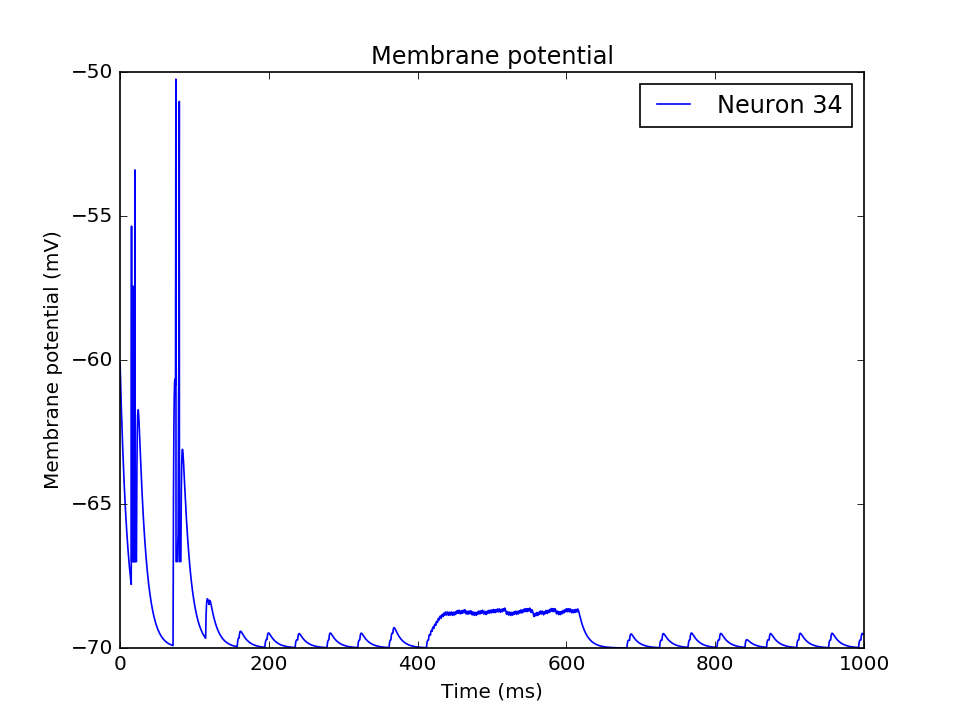 Membrane potential
Neuron 34
Membrane potential (mV)
−50
−55
−60
−65
−70
0 200 400 600 800 1000
Time (ms)